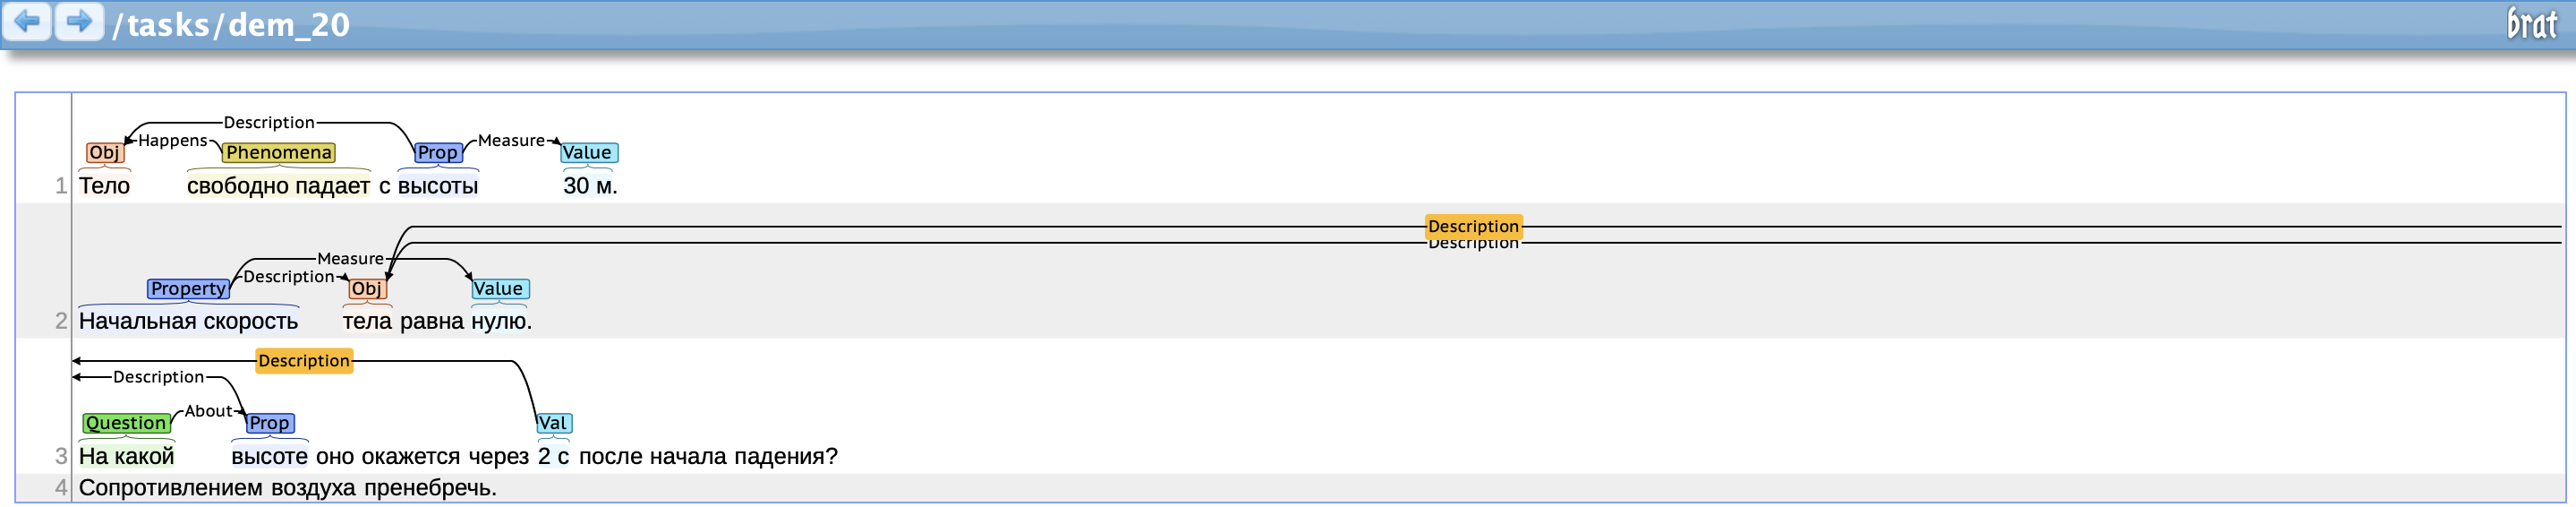 /tasks/dem_20
brat
Description
Happens
Measure
Obj Phenomena Prop Value
1 Тело свободно падает с высоты 30 м.
Description
Description
Measure
Description
Property Obj Value
2 Начальная скорость тела равна нулю.
Description
Description
About
Question Prop Val
3 На какой высоте оно окажется через 2 с после начала падения?
4 Сопротивлением воздуха пренебречь.